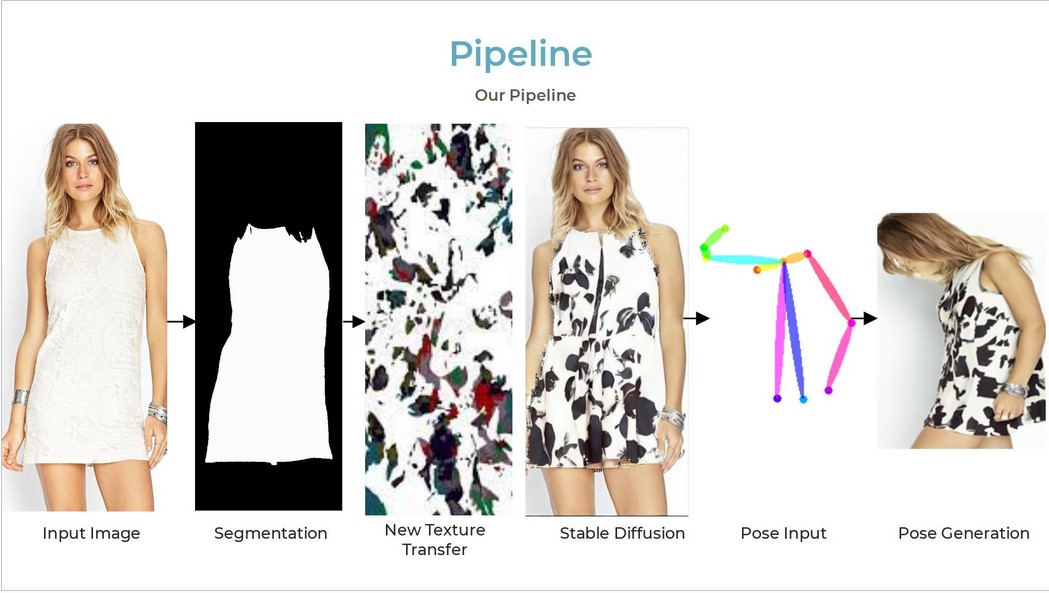 Pipeline
Our Pipeline
Input Image
Segmentation
New Texture
Transfer
Stable Diffusion
Pose Input
Pose Generation